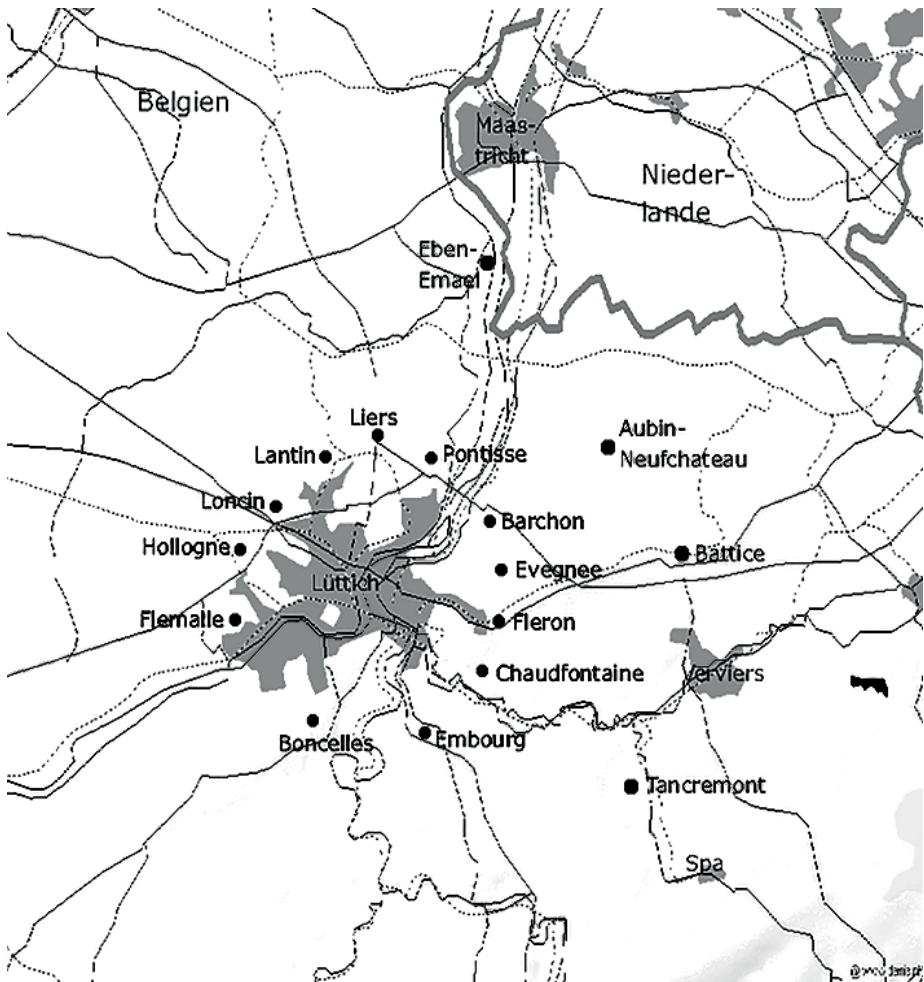 Belgien
Maas-
tricht
Nieder-
lande
Eben-
Emael
Liers
Aubin-
Neufchateau
Lantin
Pontisse
Loncin
Barchon
Hollogne
Battice
Evegnee
Lüttich
Flemalle
Fleron
Chaudfontaine
Verviers
Boncelles
Embourg
Tancremont
Spa